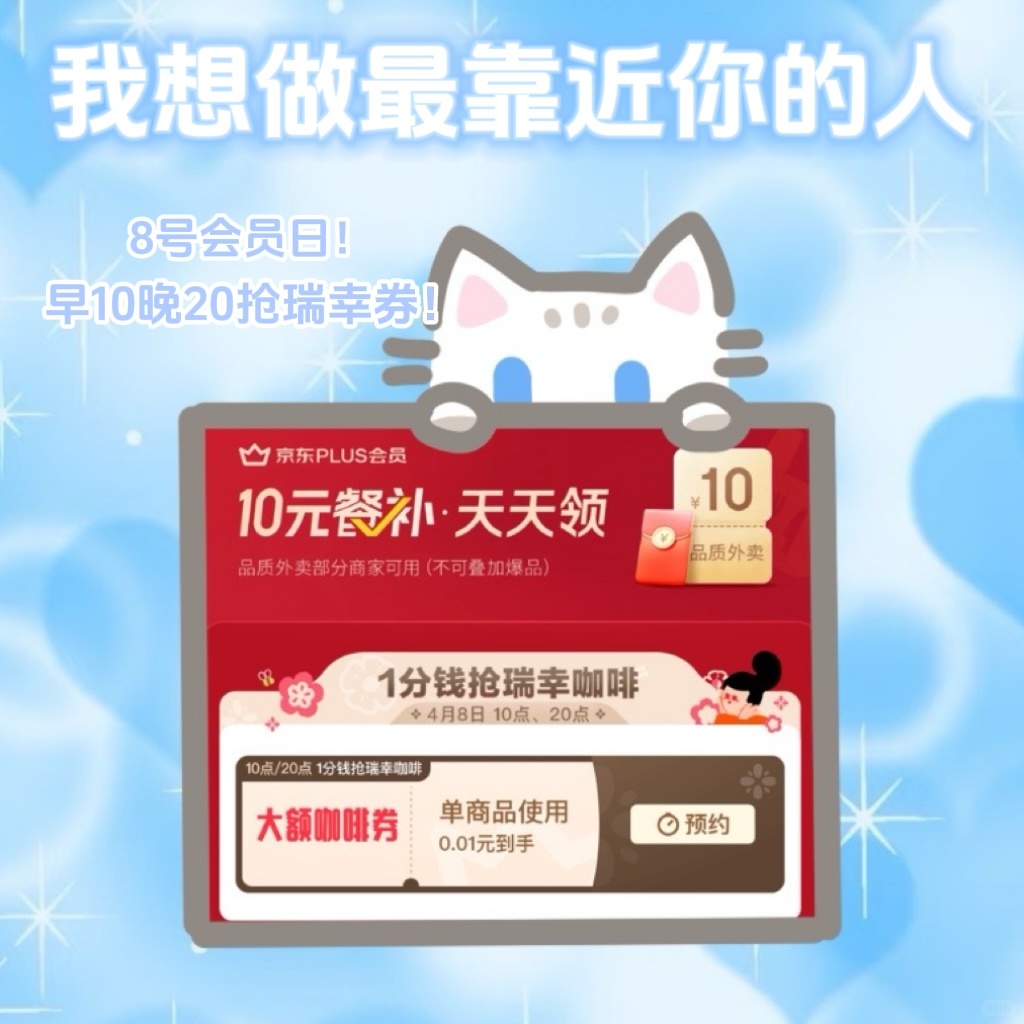 我想做最靠近你的人
8号会员日！
早10晚20抢瑞幸券！
京东PLUS会员
10元餐补·天天领
品质外卖部分商家可用（不可叠加爆品）
¥10
品质外卖
¥
1分钱抢瑞幸咖啡
4月8日 10点、20点
10点/20点 1分钱抢瑞幸咖啡
大额咖啡券
单商品使用
0.01元到手
预约